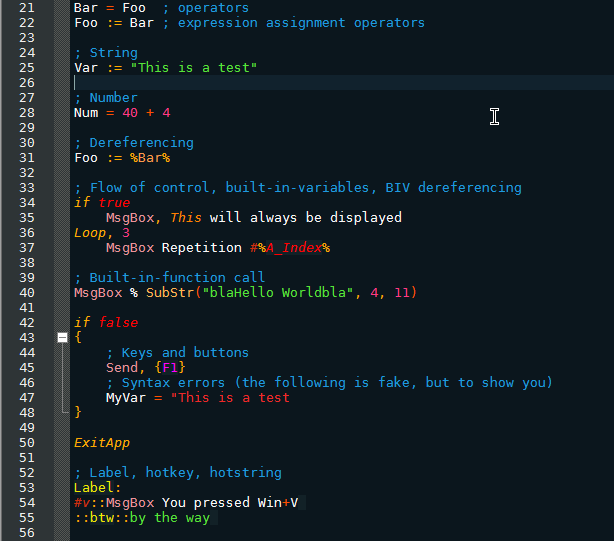 21 Bar = Foo  ; operators
22 Foo := Bar ; expression assignment operators
23
24 ; String
25 Var := "This is a test"
26
27 ; Number
28 Num = 40 + 4
29
30 ; Dereferencing
31 Foo := %Bar%
32
33 ; Flow of control, built-in-variables, BIV dereferencing
34 if true
35     MsgBox, This will always be displayed
36 Loop, 3
37     MsgBox Repetition #%A_Index%
38
39 ; Built-in-function call
40 MsgBox % SubStr("blaHello Worldbla", 4, 11)
41
42 if false
43 {
44     ; Keys and buttons
45     Send, {F1}
46     ; Syntax errors (the following is fake, but to show you)
47     MyVar = "This is a test
48 }
49
50 ExitApp
51
52 ; Label, hotkey, hotstring
53 Label:
54 #v::MsgBox You pressed Win+V
55 ::btw::by the way
56